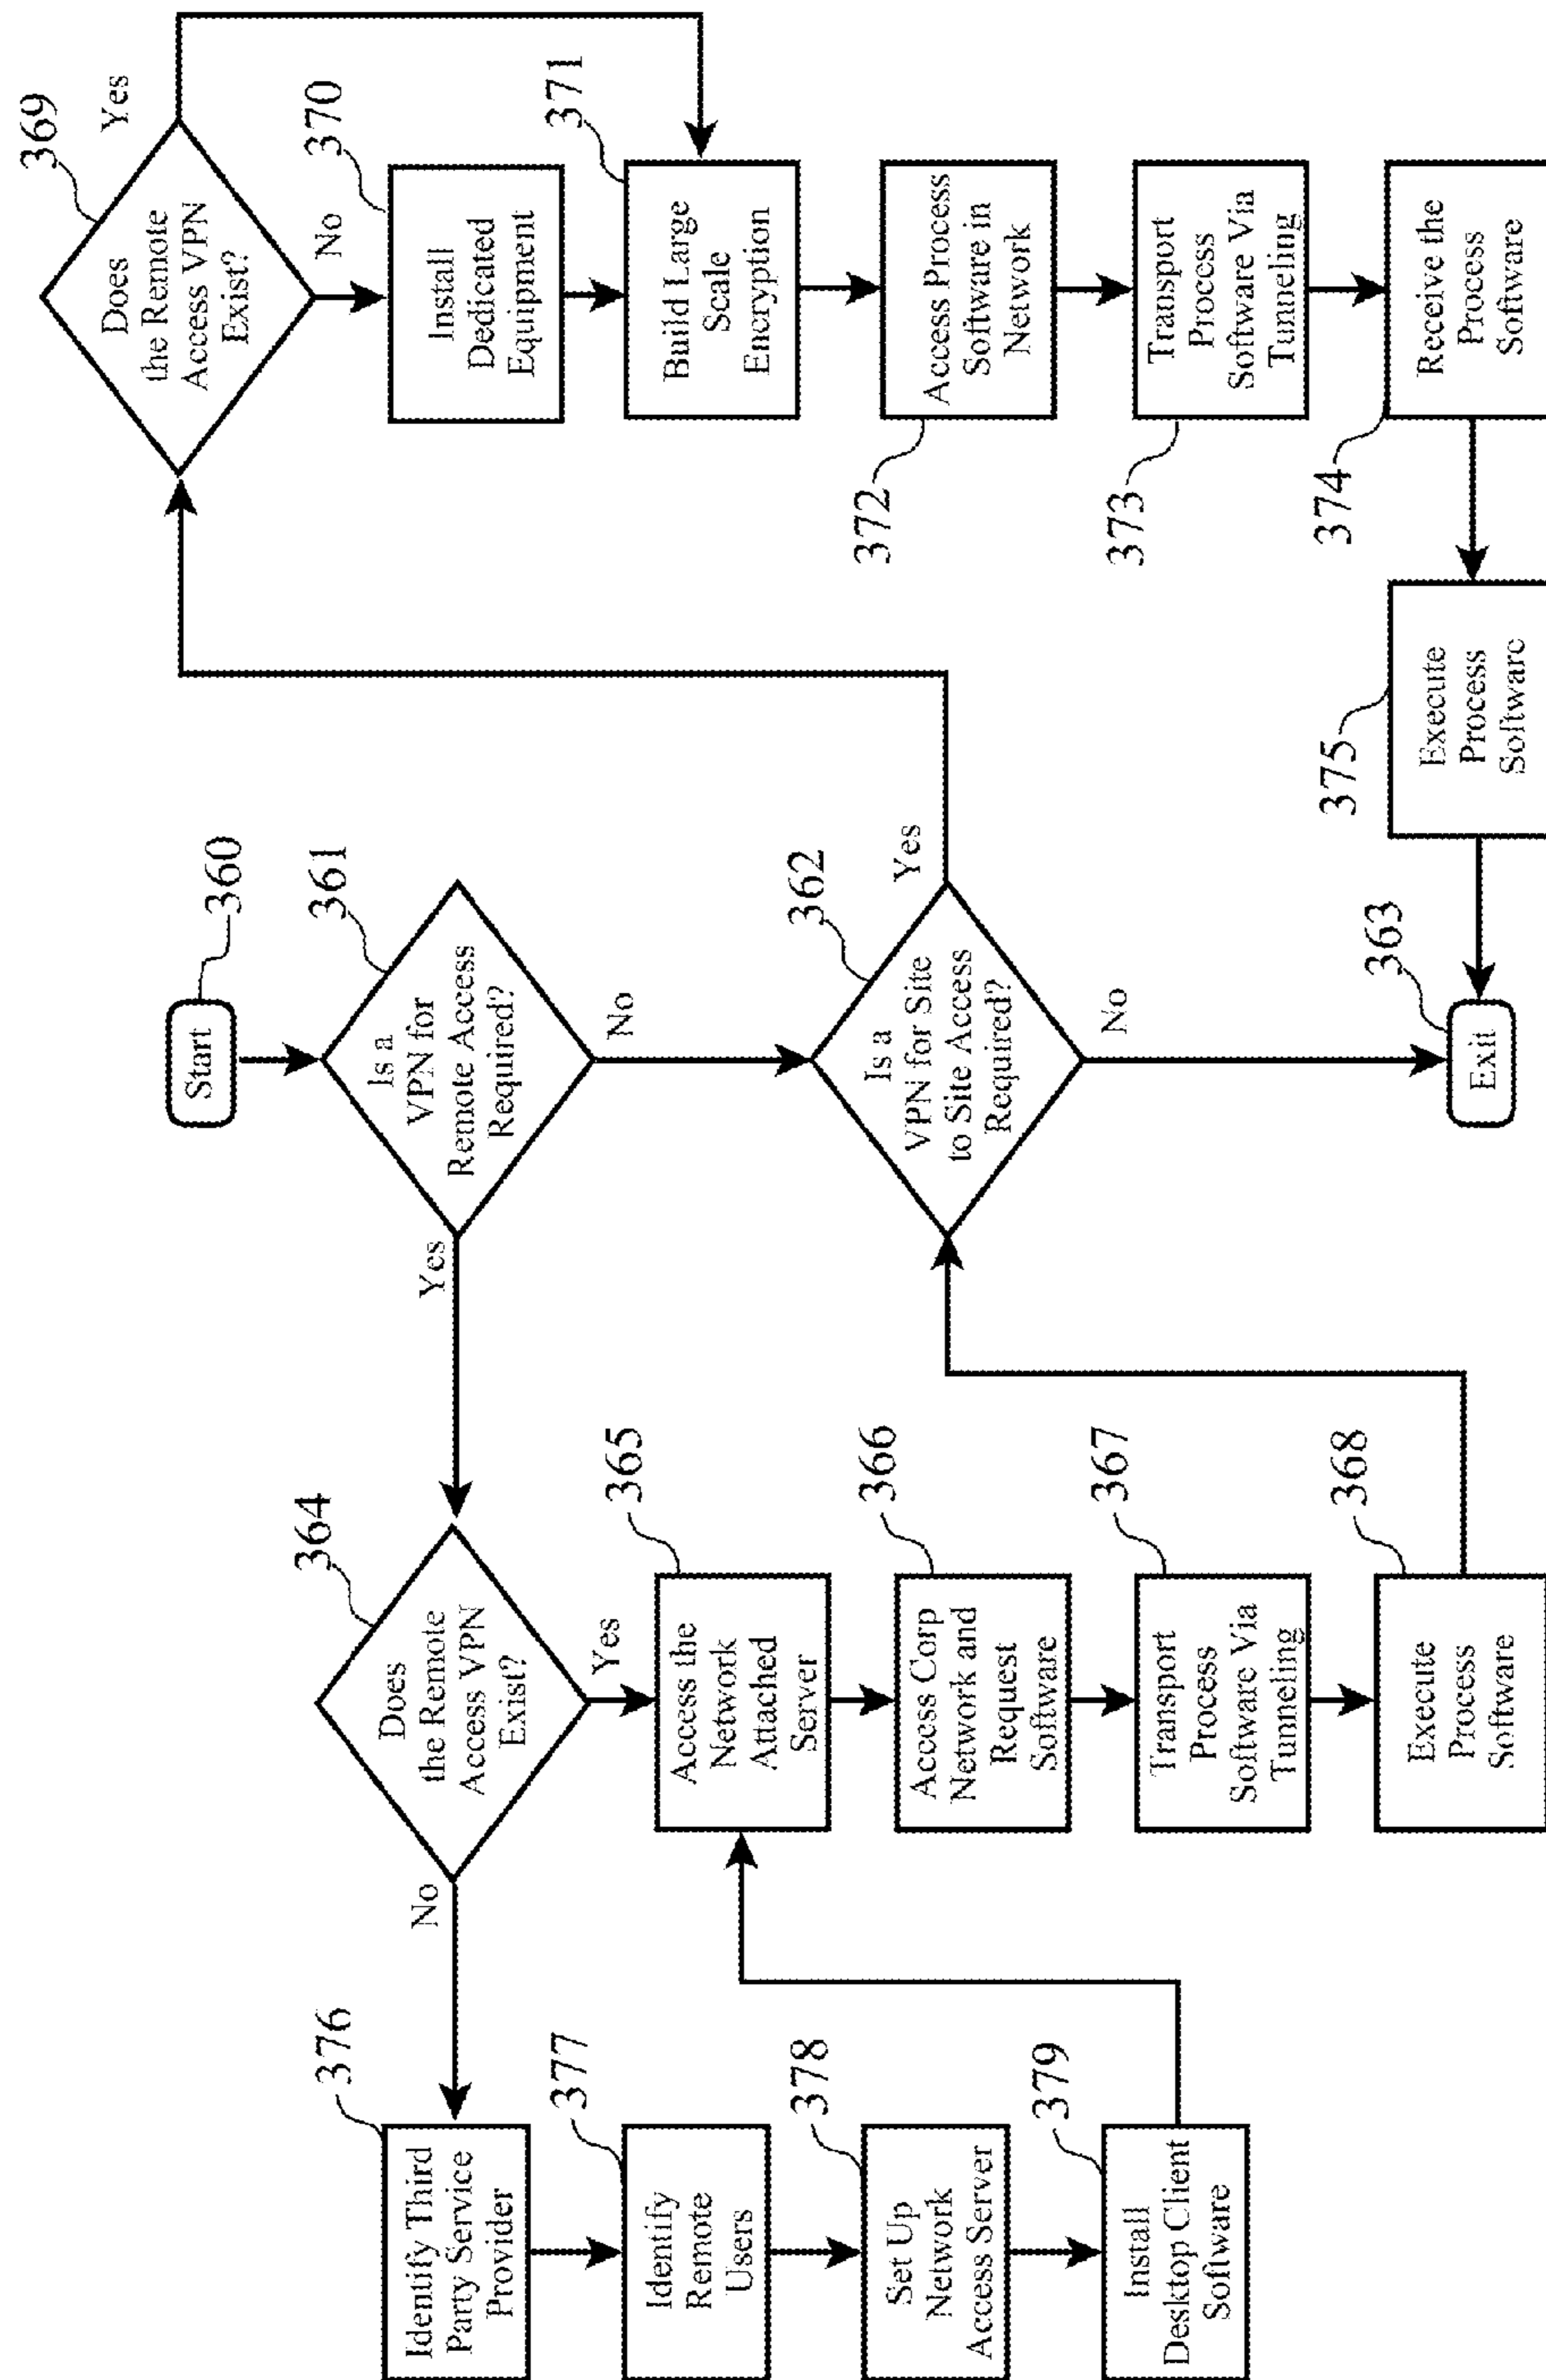 Start
360
Is a
VPN for
Remote Access
Required?
361
Yes
No
Does
the Remote
Access VPN
Exist?
364
No
Yes
Identify Third
Party Service
Provider
376
Identify
Remote
Users
377
Set Up
Network
Access Server
378
Install
Desktop Client
Software
379
Access the
Network
Attached
Server
365
Access Corp
Network and
Request
Software
366
Transport
Process
Software Via
Tunneling
367
Execute
Process
Software
368
Is a
VPN for Site
to Site Access
Required?
362
Yes
No
Exit
363
Does
the Remote
Access VPN
Exist?
369
Yes
No
Install
Dedicated
Equipment
370
Build Large
Scale
Encryption
371
Access Process
Software in
Network
372
Transport
Process
Software Via
Tunneling
373
Receive the
Process
Software
374
Execute
Process
Software
375